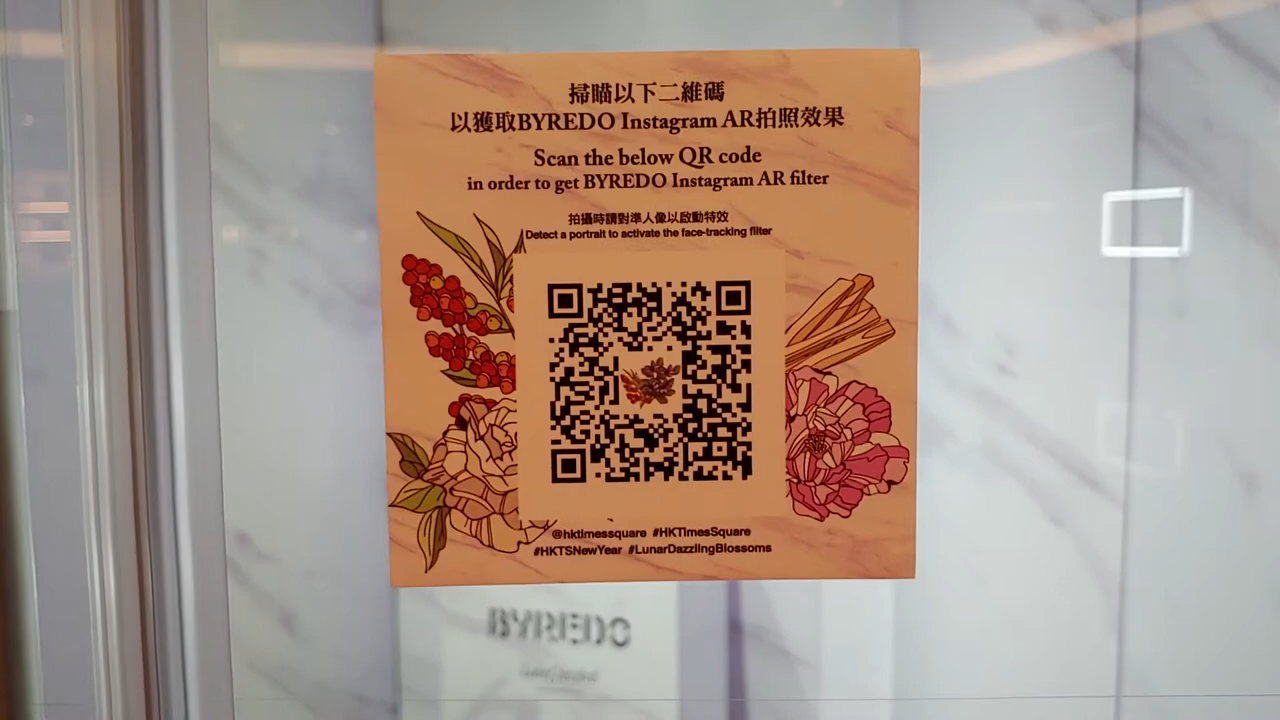 掃瞄以下二維碼
以獲取BYREDO Instagram AR拍照效果
Scan the below QR code
in order to get BYREDO Instagram AR filter
拍攝時請對準人像以啟動特效
Detect a portrait to activate the face-tracking filter
@hktimessquare #HKTimesSquare
#HKTSNewYear #LunarDazzlingBlossoms
BYREDO